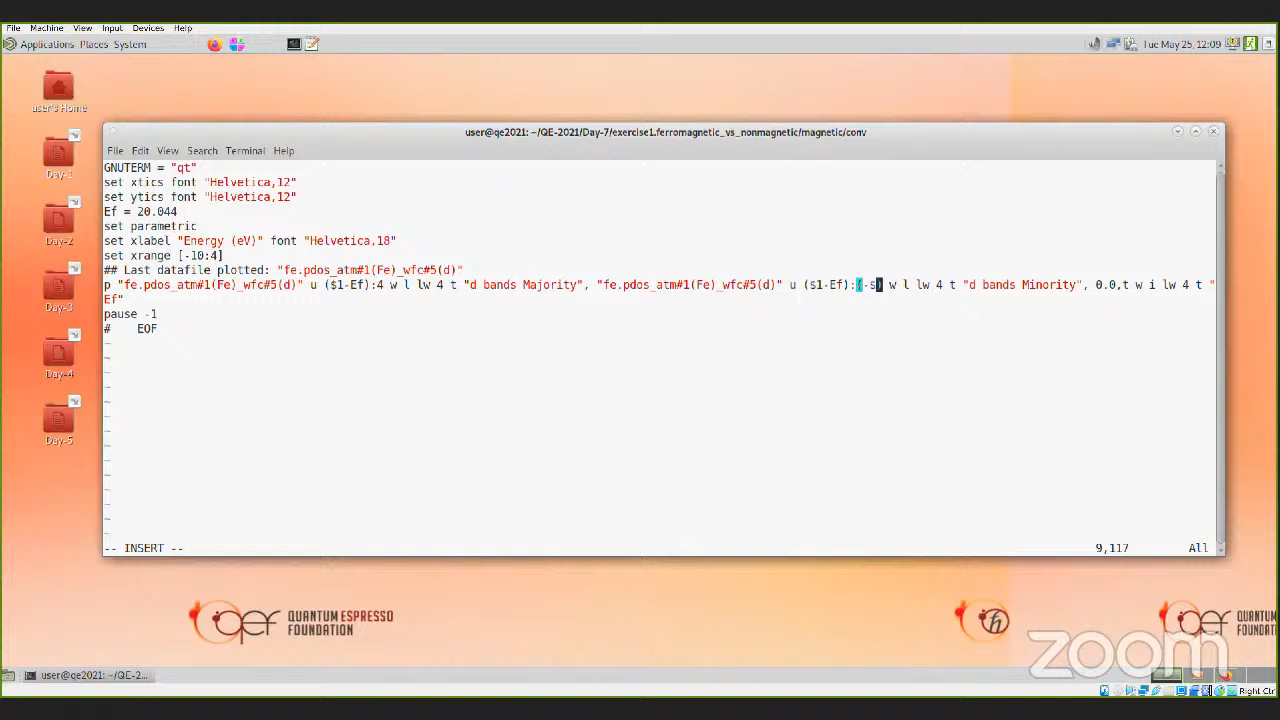 File Machine View Input Devices Help
Applications Places System
Tue May 25, 12:09
user's Home
Day-1
Day-2
Day-3
Day-4
Day-5
user@qe2021: ~/QE-2021/Day-7/exercise1.ferromagnetic_vs_nonmagnetic/magnetic/conv
File Edit View Search Terminal Help
GNUTERM = "qt"
set xtics font "Helvetica,12"
set ytics font "Helvetica,12"
Ef = 20.044
set parametric
set xlabel "Energy (eV)" font "Helvetica,18"
set xrange [-10:4]
## Last datafile plotted: "fe.pdos_atm#1(Fe)_wfc#5(d)"
p "fe.pdos_atm#1(Fe)_wfc#5(d)" u ($1-Ef):4 w l lw 4 t "d bands Majority", "fe.pdos_atm#1(Fe)_wfc#5(d)" u ($1-Ef):(-s) w l lw 4 t "d bands Minority", 0.0,t w i lw 4 t "
Ef"
pause -1
#    EOF
~
~
~
~
~
~
~
~
~
~
~
~
~
-- INSERT --
9,117
All
QUANTUM ESPRESSO
FOUNDATION
ħ
QUANTU
FOUNDAT
zoom
user@qe2021: ~/QE-2...
Right Ctr